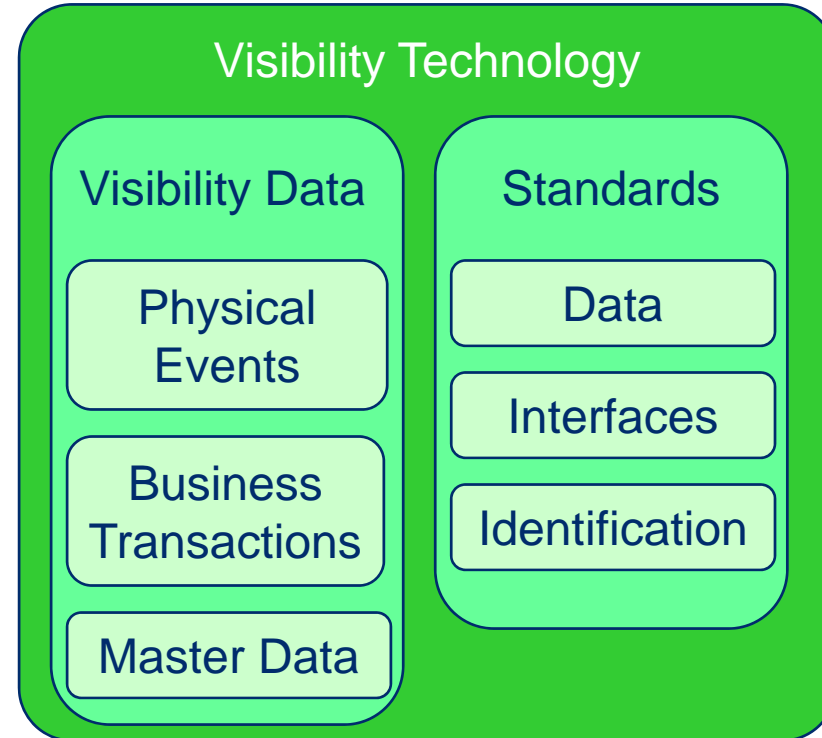 Visibility Technology
Visibility Data
Physical
Events
Business
Transactions
Master Data
Standards
Data
Interfaces
Identification